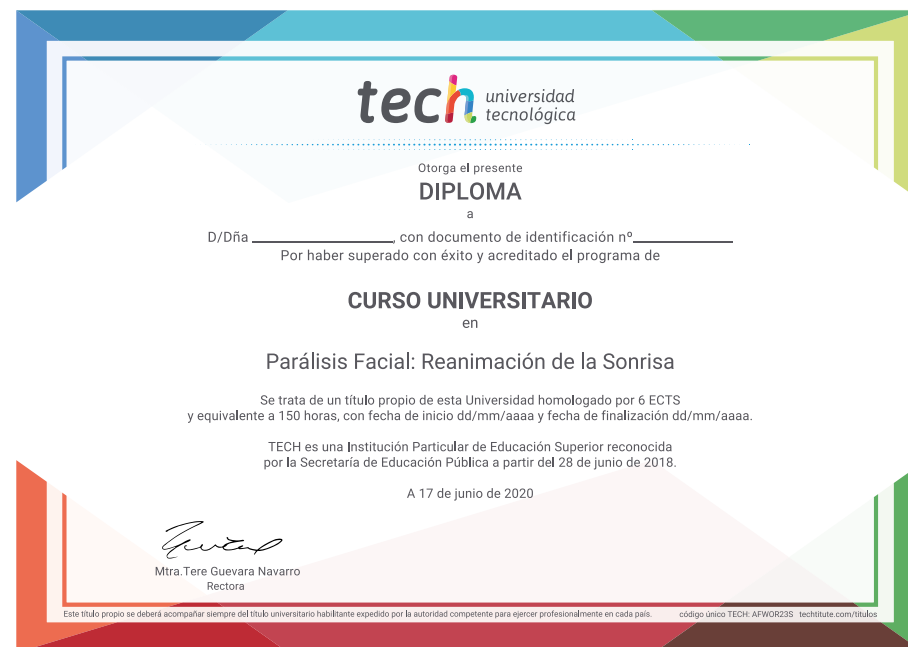 tech universidad
tecnológica
Otorga el presente
DIPLOMA
a
D/Dña ____________________, con documento de identificación nº______________
Por haber superado con éxito y acreditado el programa de
CURSO UNIVERSITARIO
en
Parálisis Facial: Reanimación de la Sonrisa
Se trata de un título propio de esta Universidad homologado por 6 ECTS
y equivalente a 150 horas, con fecha de inicio dd/mm/aaaa y fecha de finalización dd/mm/aaaa.
TECH es una Institución Particular de Educación Superior reconocida
por la Secretaría de Educación Pública a partir del 28 de junio de 2018.
A 17 de junio de 2020
Mtra.Tere Guevara Navarro
Rectora
Este título propio se deberá acompañar siempre del título universitario habilitante expedido por la autoridad competente para ejercer profesionalmente en cada país. código único TECH: AFWOR23S techtitute.com/títulos